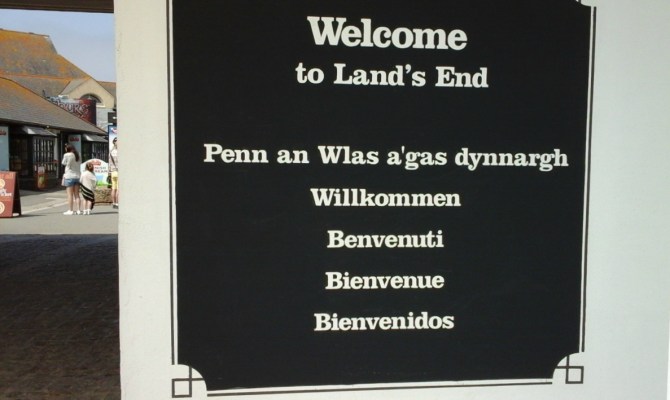 Welcome
to Land's End
Penn an Wlas a'gas dynnargh
Willkommen
Benvenuti
Bienvenue
Bienvenidos